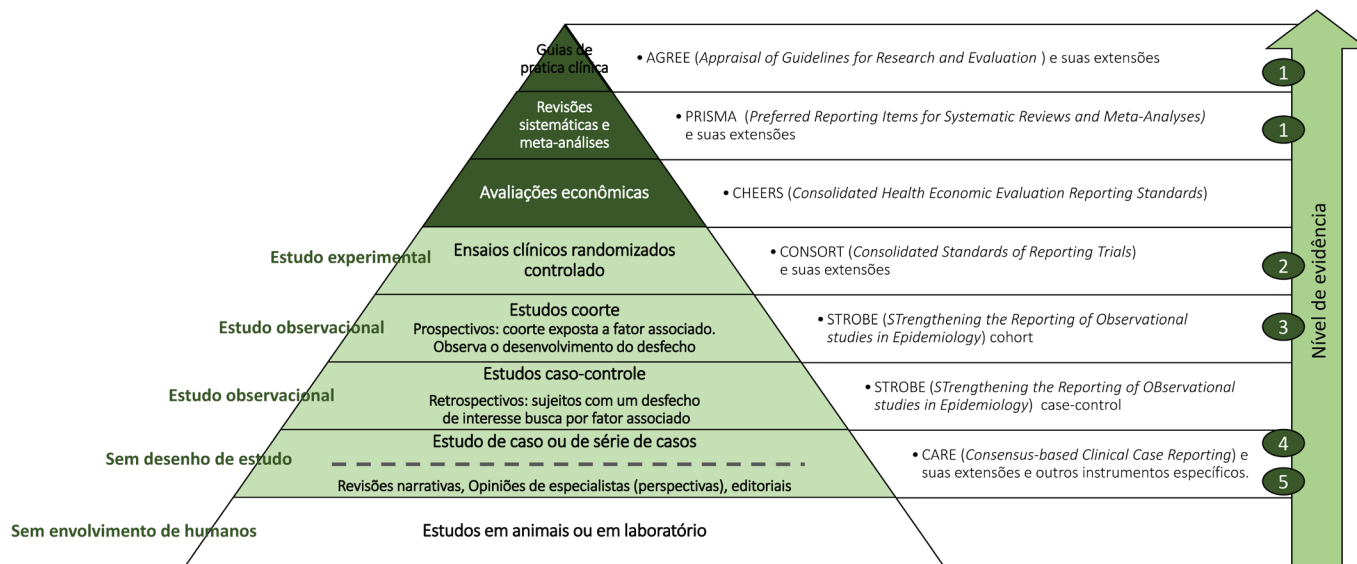 Guias de
prática clínica
• AGREE (Appraisal of Guidelines for Research and Evaluation ) e suas extensões
1
Revisões
sistemáticas e
meta-análises
• PRISMA (Preferred Reporting Items for Systematic Reviews and Meta-Analyses)
e suas extensões
1
Avaliações econômicas
• CHEERS (Consolidated Health Economic Evaluation Reporting Standards)
Estudo experimental
Ensaios clínicos randomizados
controlado
• CONSORT (Consolidated Standards of Reporting Trials)
e suas extensões
2
Estudo observacional
Estudos coorte
Prospectivos: coorte exposta a fator associado.
Observa o desenvolvimento do desfecho
• STROBE (STrengthening the Reporting of Observational
studies in Epidemiology) cohort
3
Estudo observacional
Estudos caso-controle
Retrospectivos: sujeitos com um desfecho
de interesse busca por fator associado
• STROBE (STrengthening the Reporting of OBservational
studies in Epidemiology) case-control
Sem desenho de estudo
Estudo de caso ou de série de casos
Revisões narrativas, Opiniões de especialistas (perspectivas), editoriais
• CARE (Consensus-based Clinical Case Reporting) e
suas extensões e outros instrumentos específicos.
4
5
Sem envolvimento de humanos
Estudos em animais ou em laboratório
Nível de evidência